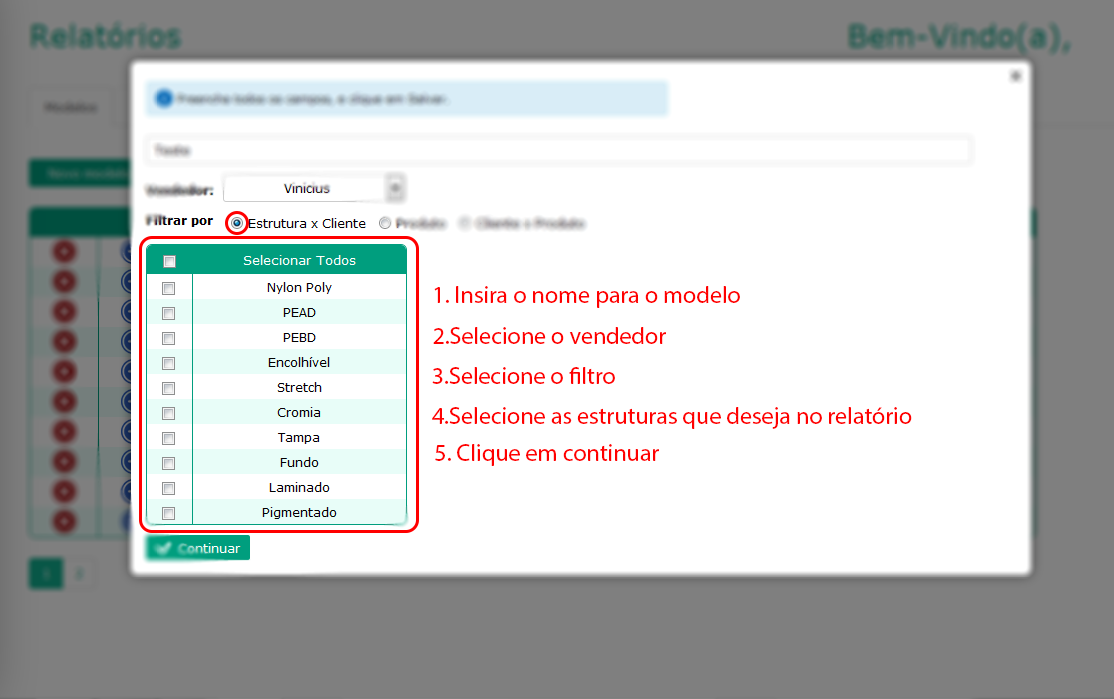 Relatórios
Bem-Vindo(a),
Modelos
Novo modelo
Preencha todos os campos, e clique em Salvar.
Vendedor:
Vinicius
Filtrar por
Estrutura x Cliente
Produto
Cliente x Produto
Selecionar Todos
Nylon Poly
PEAD
PEBD
Encolhível
Stretch
Cromia
Tampa
Fundo
Laminado
Pigmentado
Continuar
1. Insira o nome para o modelo
2.Selecione o vendedor
3.Selecione o filtro
4.Selecione as estruturas que deseja no relatório
5. Clique em continuar